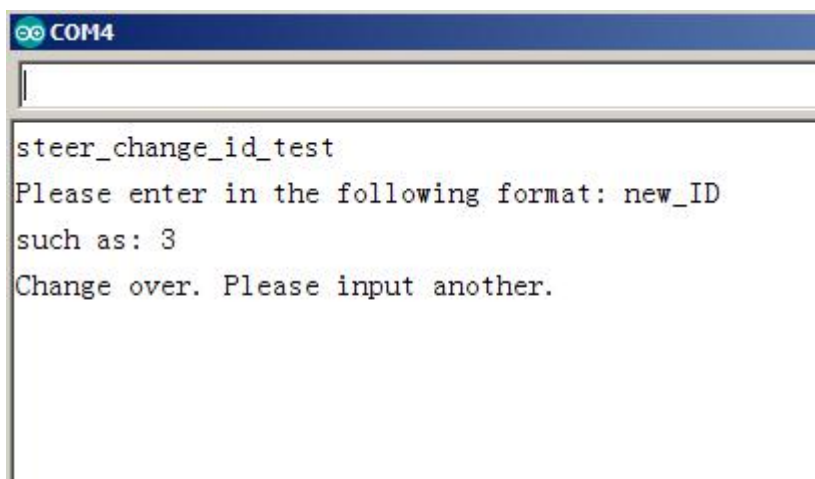 COM4
steer_change_id_test
Please enter in the following format: new_ID
such as: 3
Change over. Please input another.